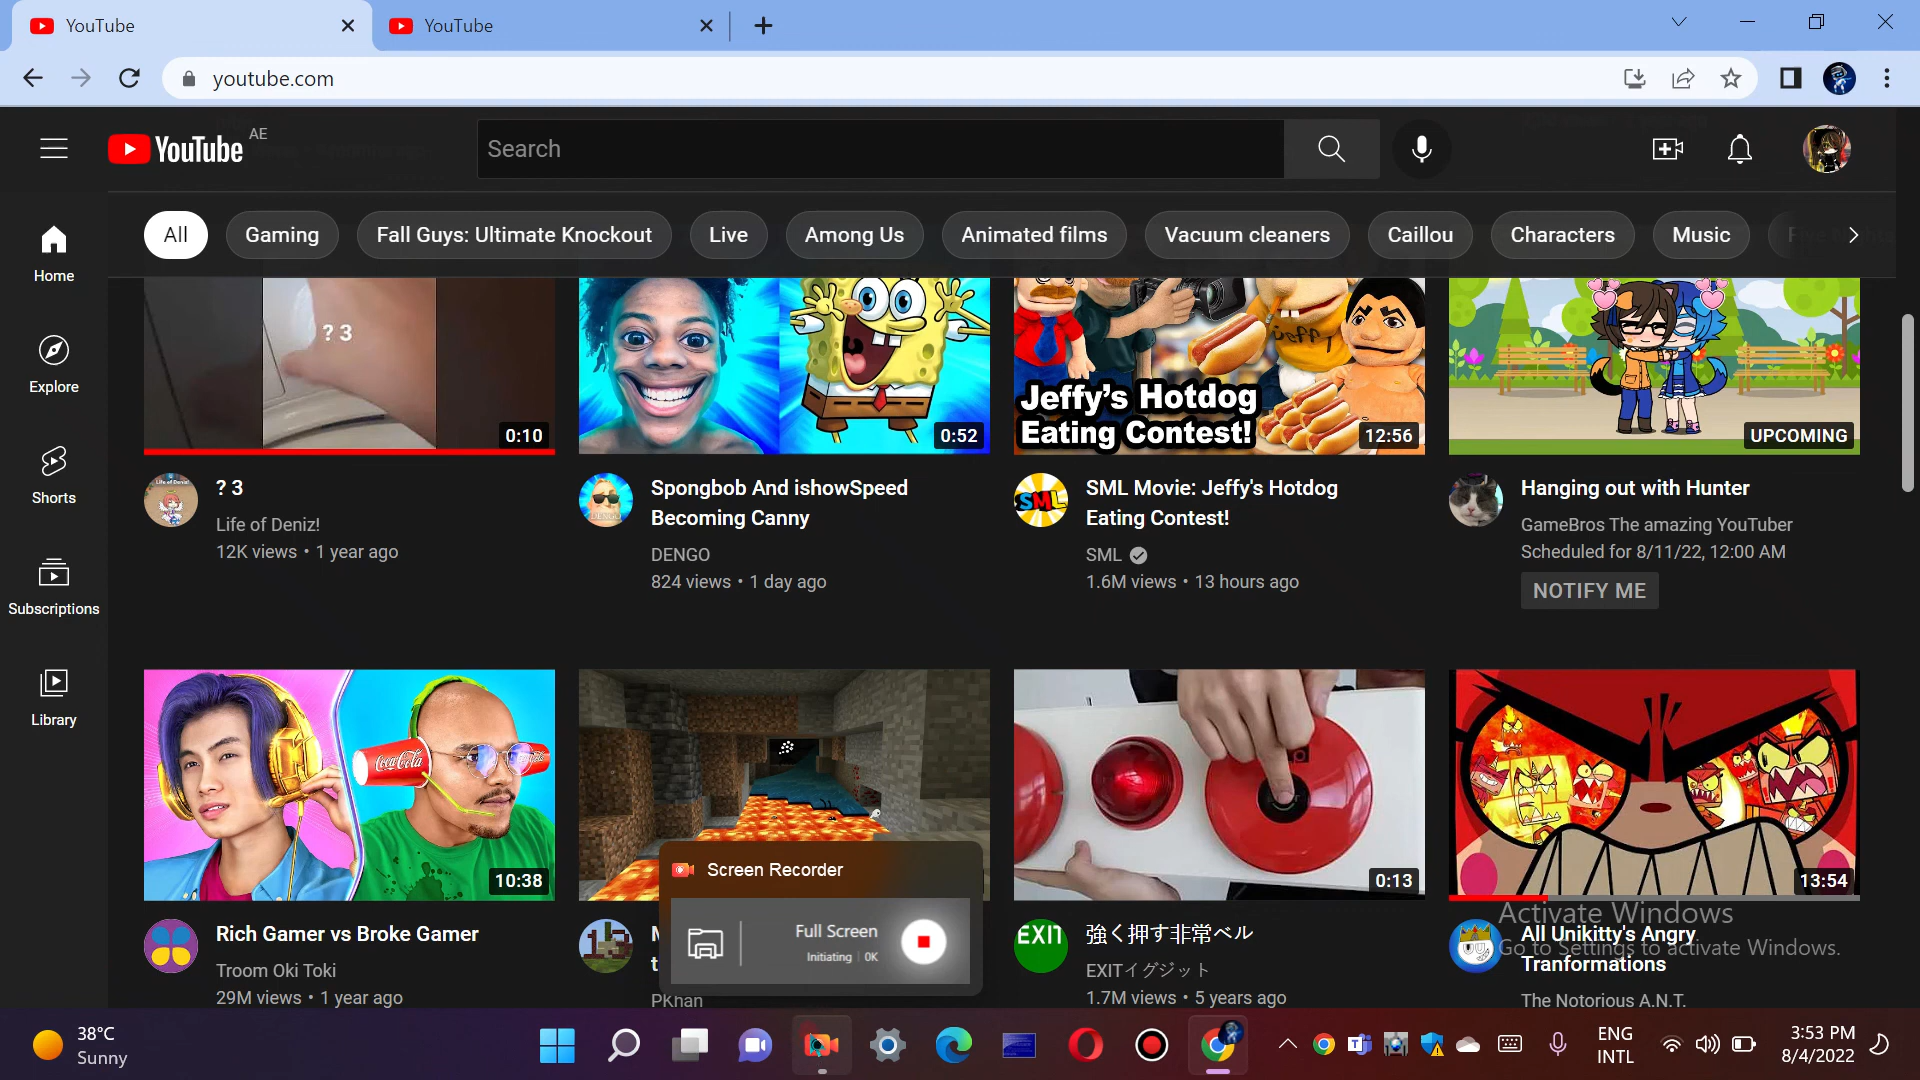 YouTube
YouTube
youtube.com
YouTube AE
Search
All
Gaming
Fall Guys: Ultimate Knockout
Live
Among Us
Animated films
Vacuum cleaners
Caillou
Characters
Music
Home
Explore
Shorts
Subscriptions
Library
? 3
0:10
0:52
Jeffy's Hotdog
Eating Contest!
12:56
UPCOMING
? 3
Life of Deniz!
12K views • 1 year ago
Spongbob And ishowSpeed
Becoming Canny
DENGO
824 views • 1 day ago
SML
SML Movie: Jeffy's Hotdog
Eating Contest!
SML
1.6M views • 13 hours ago
Hanging out with Hunter
GameBros The amazing YouTuber
Scheduled for 8/11/22, 12:00 AM
NOTIFY ME
Coca-Cola
10:38
0:13
13:54
Rich Gamer vs Broke Gamer
Troom Oki Toki
29M views • 1 year ago
PKhan
Screen Recorder
Full Screen
Initiating | 0K
EXIT
強く押す非常ベル
EXITイグジット
1.7M views • 5 years ago
All Unikitty's Angry
Tranformations
The Notorious A.N.T.
Activate Windows
Go to Settings to activate Windows.
38°C
Sunny
ENG
INTL
3:53 PM
8/4/2022